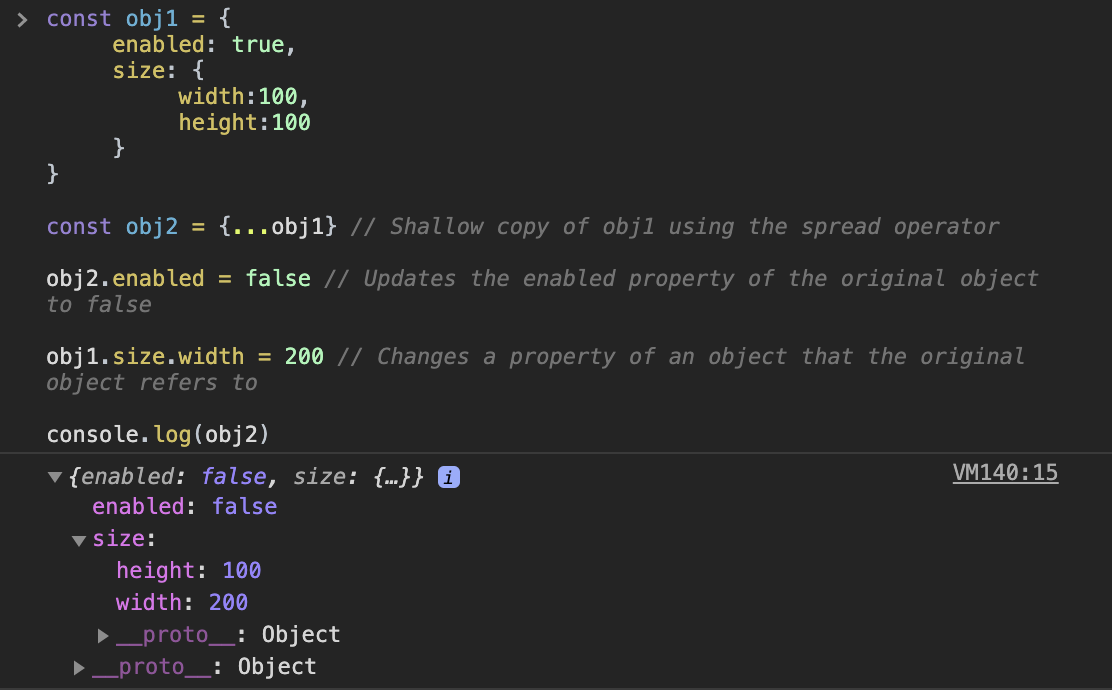 > const obj1 = {
enabled: true,
size: {
width:100,
height:100
}
}
const obj2 = {...obj1} // Shallow copy of obj1 using the spread operator
obj2.enabled = false // Updates the enabled property of the original object
to false
obj1.size.width = 200 // Changes a property of an object that the original
object refers to
console.log(obj2)
▼{enabled: false, size: {…}} i VM140:15
enabled: false
▼size:
height: 100
width: 200
▶__proto__: Object
▶__proto__: Object